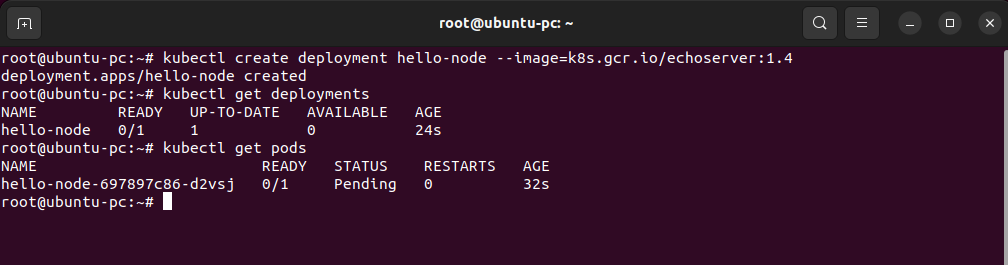 root@ubuntu-pc: ~
root@ubuntu-pc:~# kubectl create deployment hello-node --image=k8s.gcr.io/echoserver:1.4
deployment.apps/hello-node created
root@ubuntu-pc:~# kubectl get deployments
NAME         READY   UP-TO-DATE   AVAILABLE   AGE
hello-node   0/1     1            0           24s
root@ubuntu-pc:~# kubectl get pods
NAME                          READY   STATUS    RESTARTS   AGE
hello-node-697897c86-d2vsj   0/1     Pending   0          32s
root@ubuntu-pc:~#